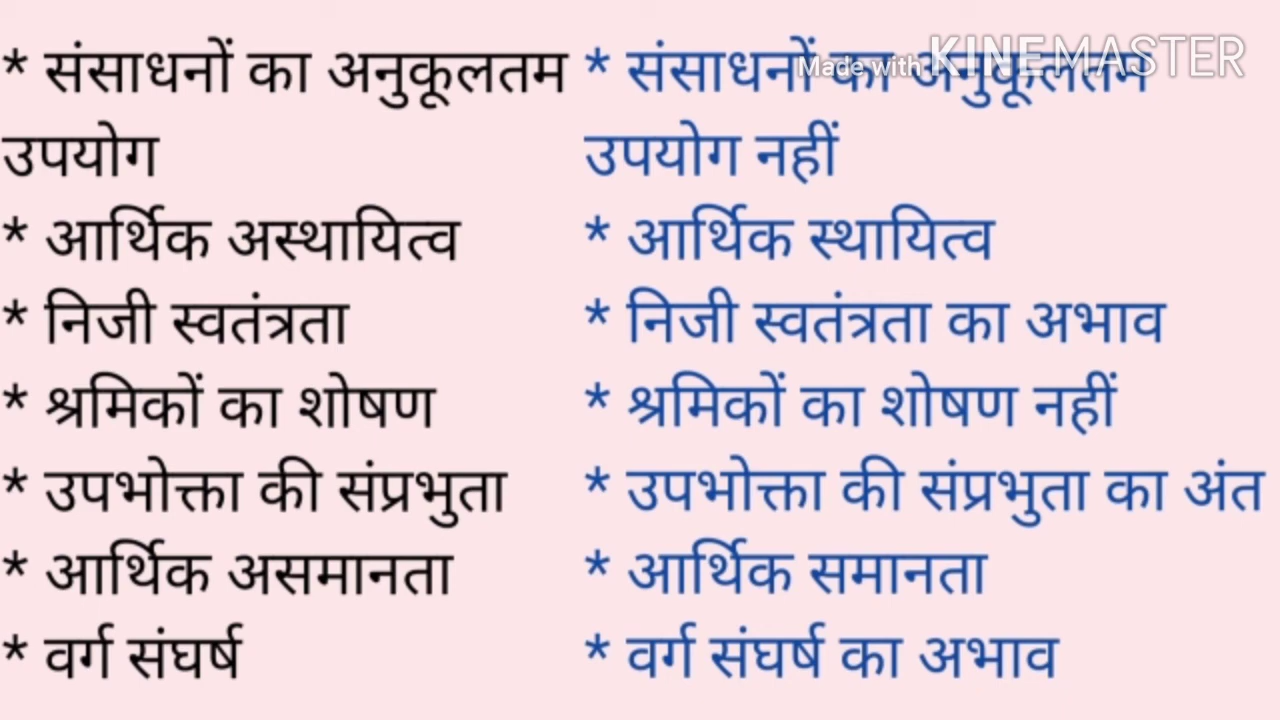 * संसाधनों का अनुकूलतम
उपयोग
* आर्थिक अस्थायित्व
* निजी स्वतंत्रता
* श्रमिकों का शोषण
* उपभोक्ता की संप्रभुता
* आर्थिक असमानता
* वर्ग संघर्ष
* संसाधनों का अनुकूलतम
उपयोग नहीं
* आर्थिक स्थायित्व
* निजी स्वतंत्रता का अभाव
* श्रमिकों का शोषण नहीं
* उपभोक्ता की संप्रभुता का अंत
* आर्थिक समानता
* वर्ग संघर्ष का अभाव
Made with KINEMASTER